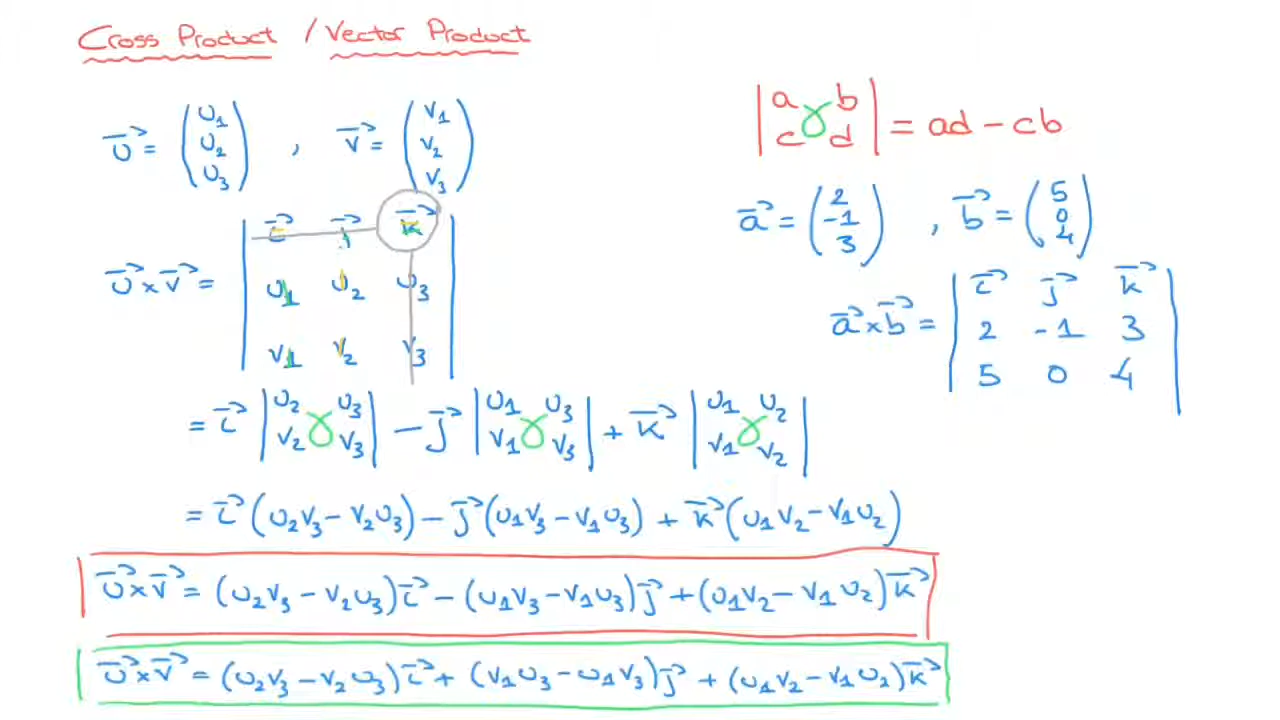 Cross Product / Vector Product
u⃗ = (u₁ u₂ u₃) , v⃗ = (v₁ v₂ v₃)
u⃗ × v⃗ = | i⃗ j⃗ k⃗ |
| u₁ u₂ u₃ |
| v₁ v₂ v₃ |
= i⃗ | u₂ u₃ ; v₂ v₃ | − j⃗ | u₁ u₃ ; v₁ v₃ | + k⃗ | u₁ u₂ ; v₁ v₂ |
= i⃗ (u₂v₃ − v₂u₃) − j⃗ (u₁v₃ − v₁u₃) + k⃗ (u₁v₂ − v₁u₂)
u⃗ × v⃗ = (u₂v₃ − v₂u₃) i⃗ − (u₁v₃ − v₁u₃) j⃗ + (u₁v₂ − v₁u₂) k⃗
u⃗ × v⃗ = (u₂v₃ − v₂u₃) i⃗ + (v₁u₃ − u₁v₃) j⃗ + (u₁v₂ − v₁u₂) k⃗
| a b ; c d | = ad − cb
a⃗ = (2 −1 3) , b⃗ = (5 0 4)
a⃗ × b⃗ = | i⃗ j⃗ k⃗ |
| 2 −1 3 |
| 5 0 4 |